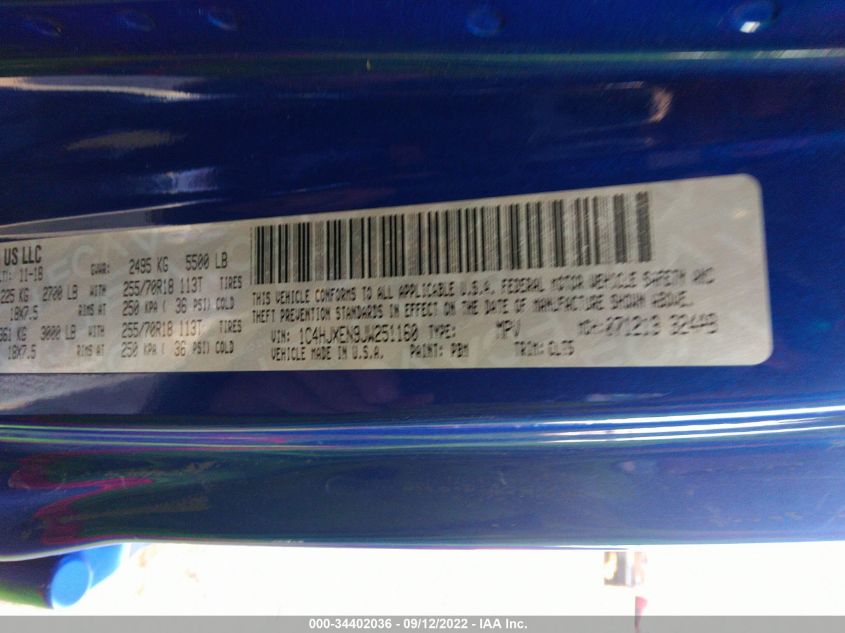 US LLC
11-18 GVWR: 2495 KG 5500 LB
225 KG 2700 LB WITH 255/70R18 113T TIRES
18X7.5 RIMS AT 250 KPA ( 36 PSI) COLD
361 KG 3000 LB WITH 255/70R18 113T TIRES
18X7.5 RIMS AT 250 KPA ( 36 PSI) COLD
THIS VEHICLE CONFORMS TO ALL APPLICABLE U.S.A. FEDERAL MOTOR VEHICLE SAFETY AND
THEFT PREVENTION STANDARDS IN EFFECT ON THE DATE OF MANUFACTURE SHOWN ABOVE.
VIN: 1C4HJXEN9JW251160 TYPE: MPV MDH: 071213 324AB
VEHICLE MADE IN U.S.A. PAINT: PBM TRIM:
000-34402036 - 09/12/2022 - IAA Inc.